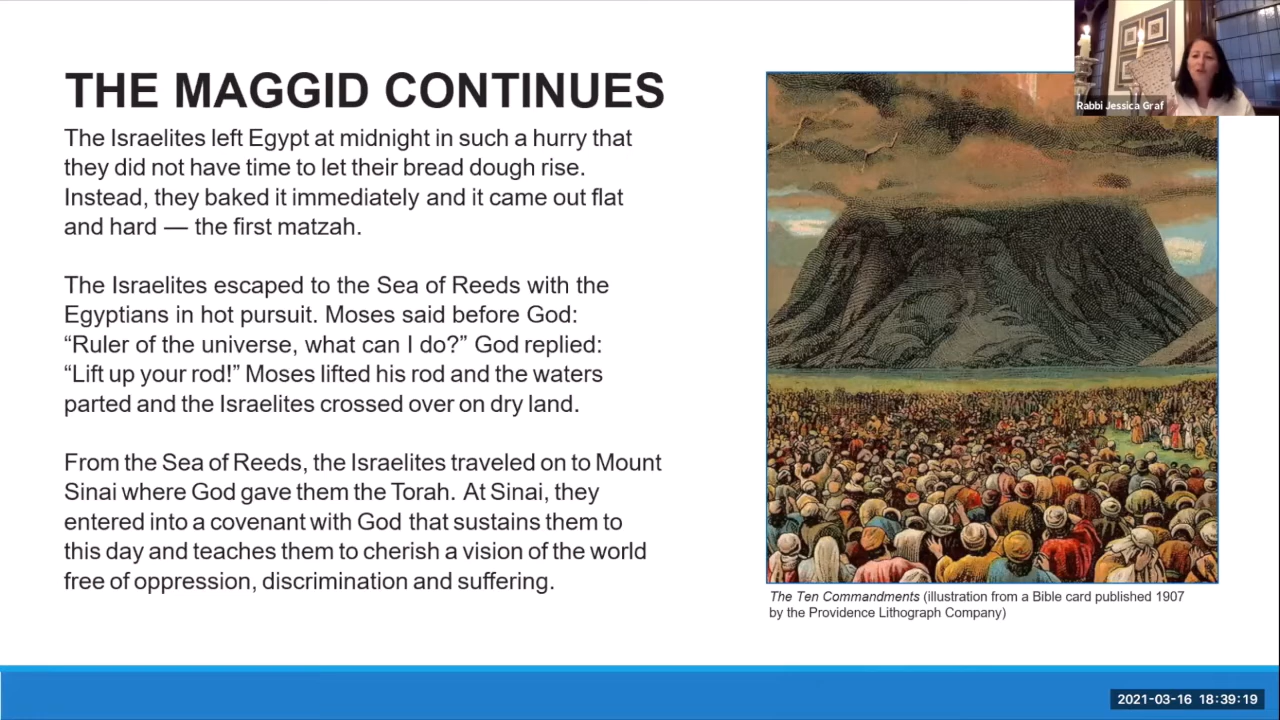 THE MAGGID CONTINUES
The Israelites left Egypt at midnight in such a hurry that
they did not have time to let their bread dough rise.
Instead, they baked it immediately and it came out flat
and hard — the first matzah.
The Israelites escaped to the Sea of Reeds with the
Egyptians in hot pursuit. Moses said before God:
“Ruler of the universe, what can I do?” God replied:
“Lift up your rod!” Moses lifted his rod and the waters
parted and the Israelites crossed over on dry land.
From the Sea of Reeds, the Israelites traveled on to Mount
Sinai where God gave them the Torah. At Sinai, they
entered into a covenant with God that sustains them to
this day and teaches them to cherish a vision of the world
free of oppression, discrimination and suffering.
Rabbi Jessica Graf
The Ten Commandments (illustration from a Bible card published 1907
by the Providence Lithograph Company)
2021-03-16 18:39:19